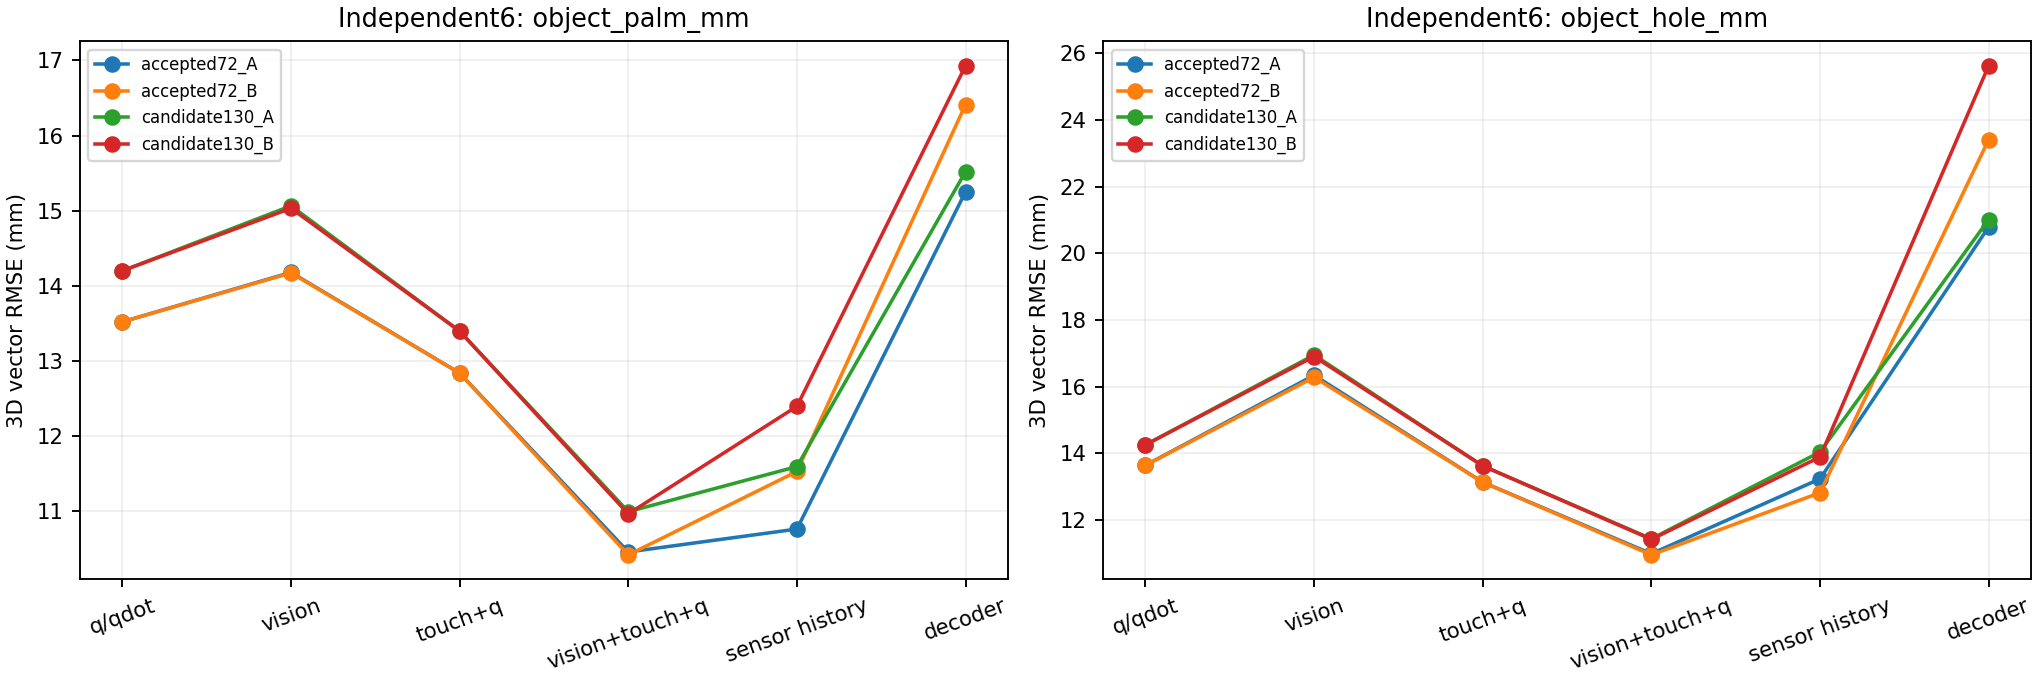 Independent6: object_palm_mm
3D vector RMSE (mm)
17
16
15
14
13
12
11
accepted72_A
accepted72_B
candidate130_A
candidate130_B
q/qdot
vision
touch+q
vision+touch+q
sensor history
decoder
Independent6: object_hole_mm
3D vector RMSE (mm)
26
24
22
20
18
16
14
12
accepted72_A
accepted72_B
candidate130_A
candidate130_B
q/qdot
vision
touch+q
vision+touch+q
sensor history
decoder